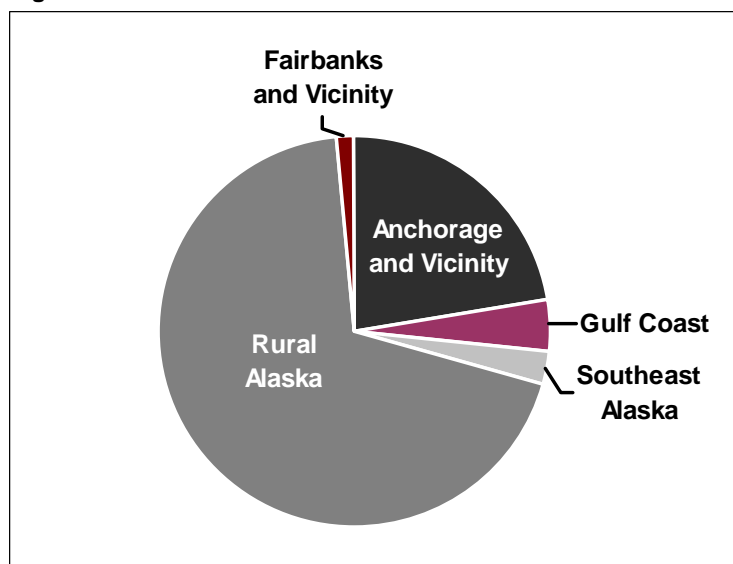 Fairbanks
and Vicinity
Anchorage
and Vicinity
Gulf Coast
Southeast
Alaska
Rural
Alaska